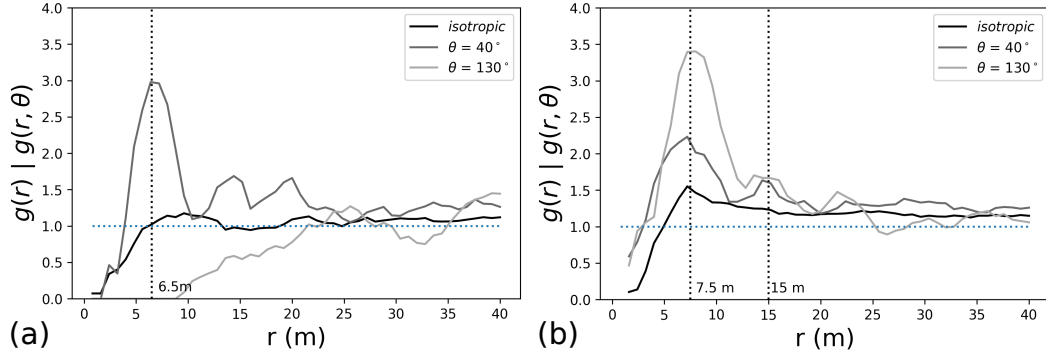 4.0
3.5
3.0
2.5
2.0
1.5
1.0
0.5
0.0
g(r) | g(r, θ)
isotropic
θ = 40°
θ = 130°
6.5m
0 5 10 15 20 25 30 35 40
r (m)
(a)
4.0
3.5
3.0
2.5
2.0
1.5
1.0
0.5
0.0
g(r) | g(r, θ)
isotropic
θ = 40°
θ = 130°
7.5 m 15 m
0 5 10 15 20 25 30 35 40
r (m)
(b)